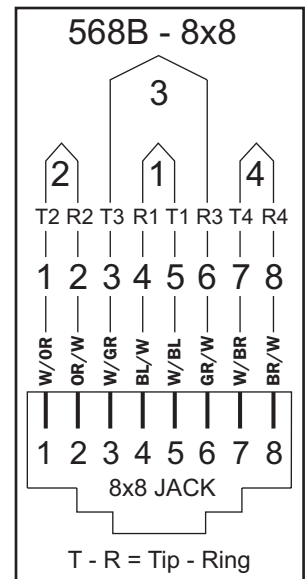 568B - 8x8
3
2 1 4
T2 R2 T3 R1 T1 R3 T4 R4
1 2 3 4 5 6 7 8
W/OR OR/W W/GR BL/W W/BL GR/W W/BR BR/W
1 2 3 4 5 6 7 8
8x8 JACK
T - R = Tip - Ring